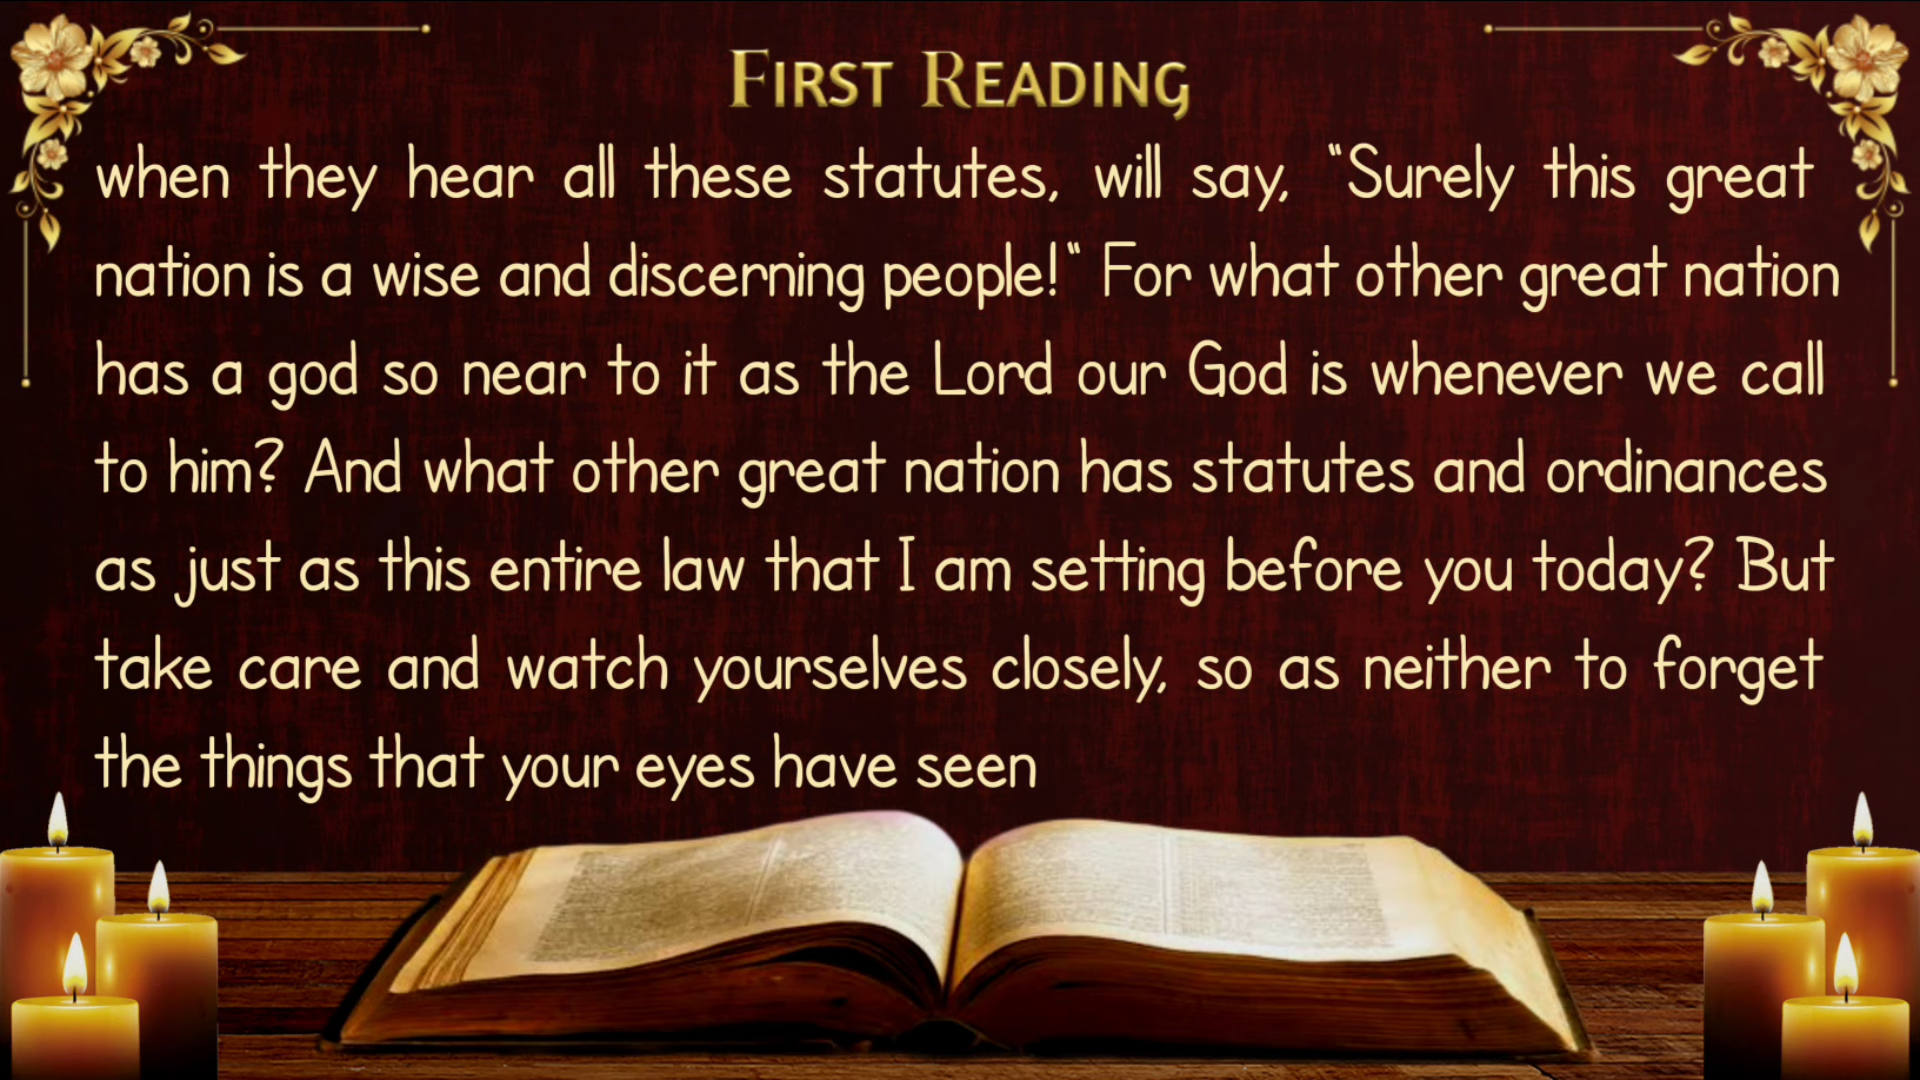 First Reading
when they hear all these statutes, will say, "Surely this great
nation is a wise and discerning people!" For what other great nation
has a god so near to it as the Lord our God is whenever we call
to him? And what other great nation has statutes and ordinances
as just as this entire law that I am setting before you today? But
take care and watch yourselves closely, so as neither to forget
the things that your eyes have seen